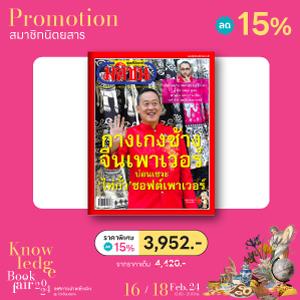 Promotion
สมาชิกนิตยสาร
ลด 15%
มติชน
กางเกงช้าง
จีนเพาเวอร์
บ่อนเซาะ
ไทยๆ 'ซอฟต์เพาเวอร์'
ราคาพิเศษ
ลด 15% 3,952.-
จากราคาเต็ม 4,420.-
Know
ledge
Book
fair 2024
16 / 18 Feb. 24